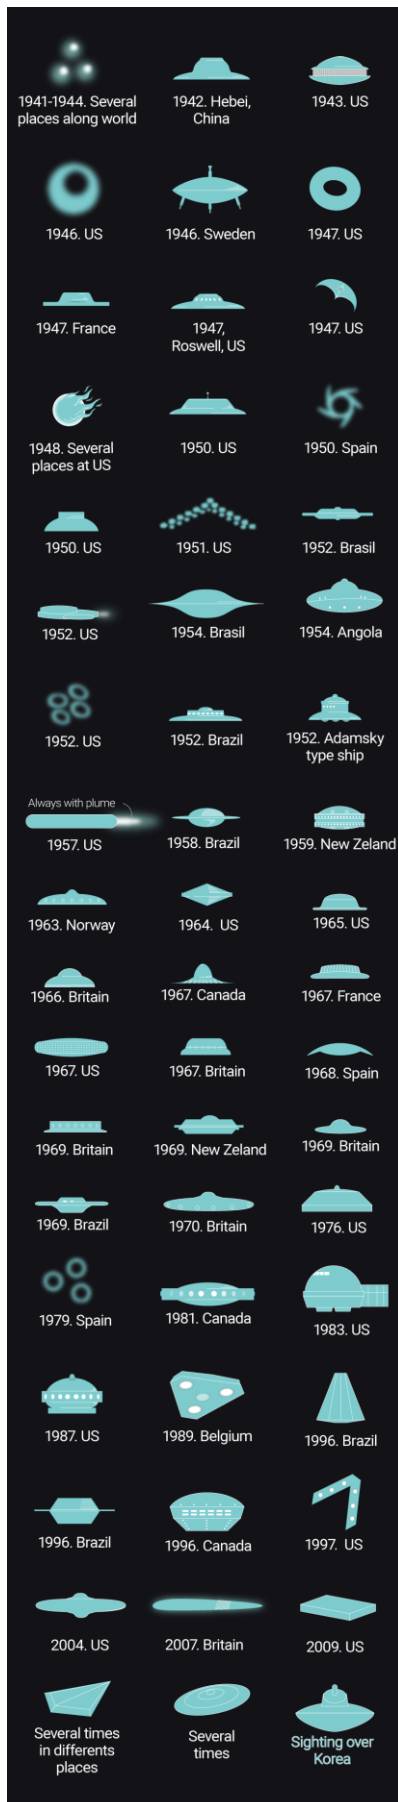 1941-1944. Several
places along world
1942. Hebei,
China
1943. US
1946. US
1946. Sweden
1947. US
1947. France
1947,
Roswell, US
1947. US
1948. Several
places at US
1950. US
1950. Spain
1950. US
1951. US
1952. Brasil
1952. US
1954. Brasil
1954. Angola
1952. US
1952. Brazil
1952. Adamsky
type ship
Always with plume
1957. US
1958. Brazil
1959. New Zeland
1963. Norway
1964. US
1965. US
1966. Britain
1967. Canada
1967. France
1967. US
1967. Britain
1968. Spain
1969. Britain
1969. New Zeland
1969. Britain
1969. Brazil
1970. Britain
1976. US
1979. Spain
1981. Canada
1983. US
1987. US
1989. Belgium
1996. Brazil
1996. Brazil
1996. Canada
1997. US
2004. US
2007. Britain
2009. US
Several times
in differents
places
Several
times
Sighting over
Korea